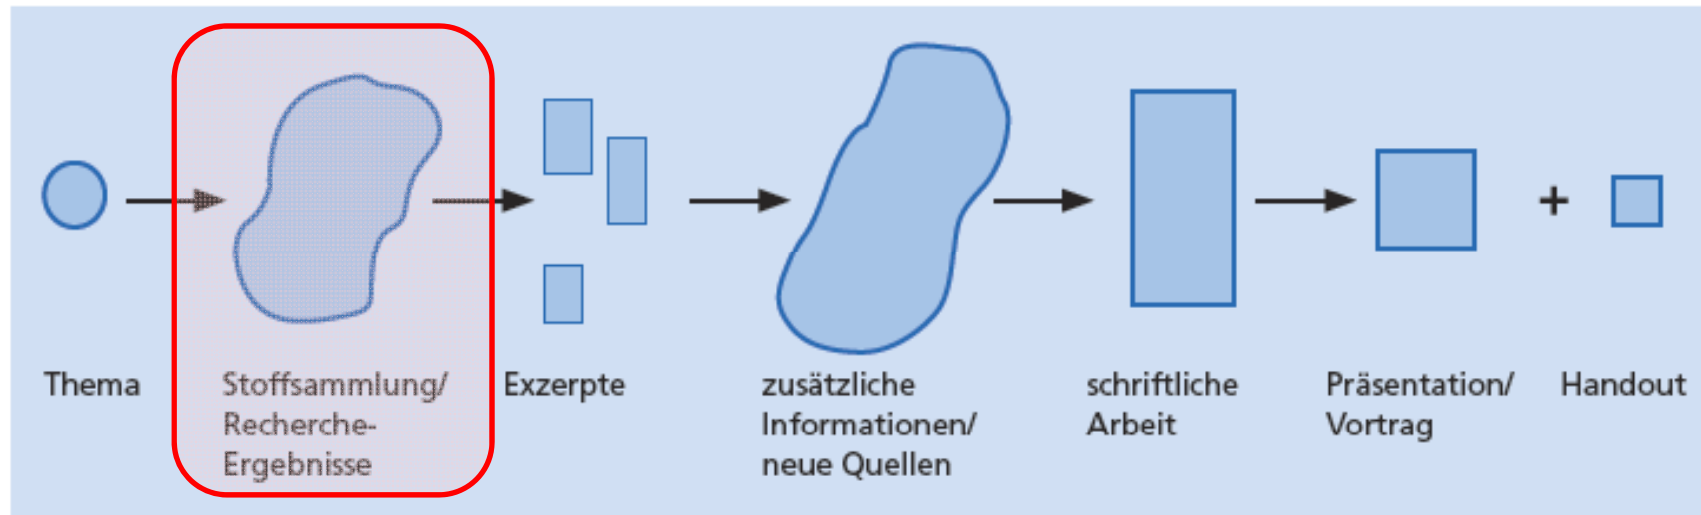 Thema
Stoffsammlung/
Recherche-
Ergebnisse
Exzerpte
zusätzliche
Informationen/
neue Quellen
schriftliche
Arbeit
Präsentation/
Vortrag
+
Handout